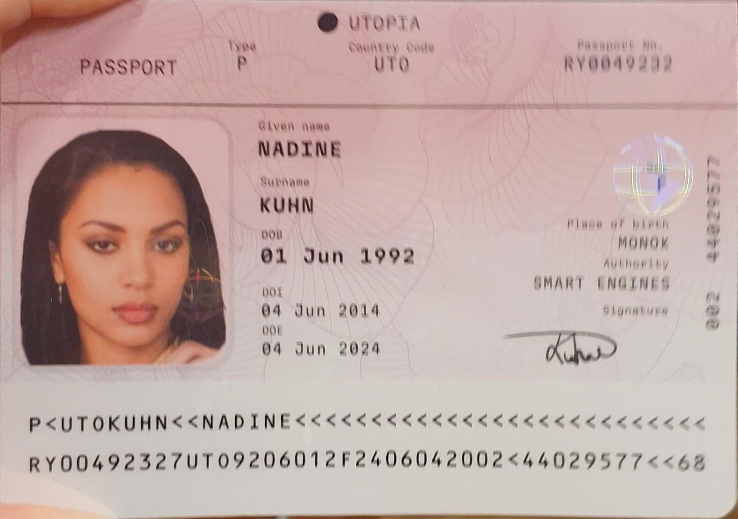 UTOPIA
Type
Country Code
Passport No.
PASSPORT
P
UTO
RY0049232
Given name
NADINE
Surname
KUHN
DOB
01 Jun 1992
DOI
04 Jun 2014
DOE
04 Jun 2024
Place of birth
MONOK
Authority
SMART ENGINES
Signature
002 44029577
P<UTOKUHN<<NADINE<<<<<<<<<<<<<<<<<<<<<<<<<<<
RY00492327UTO9206012F2406042002<44029577<<68